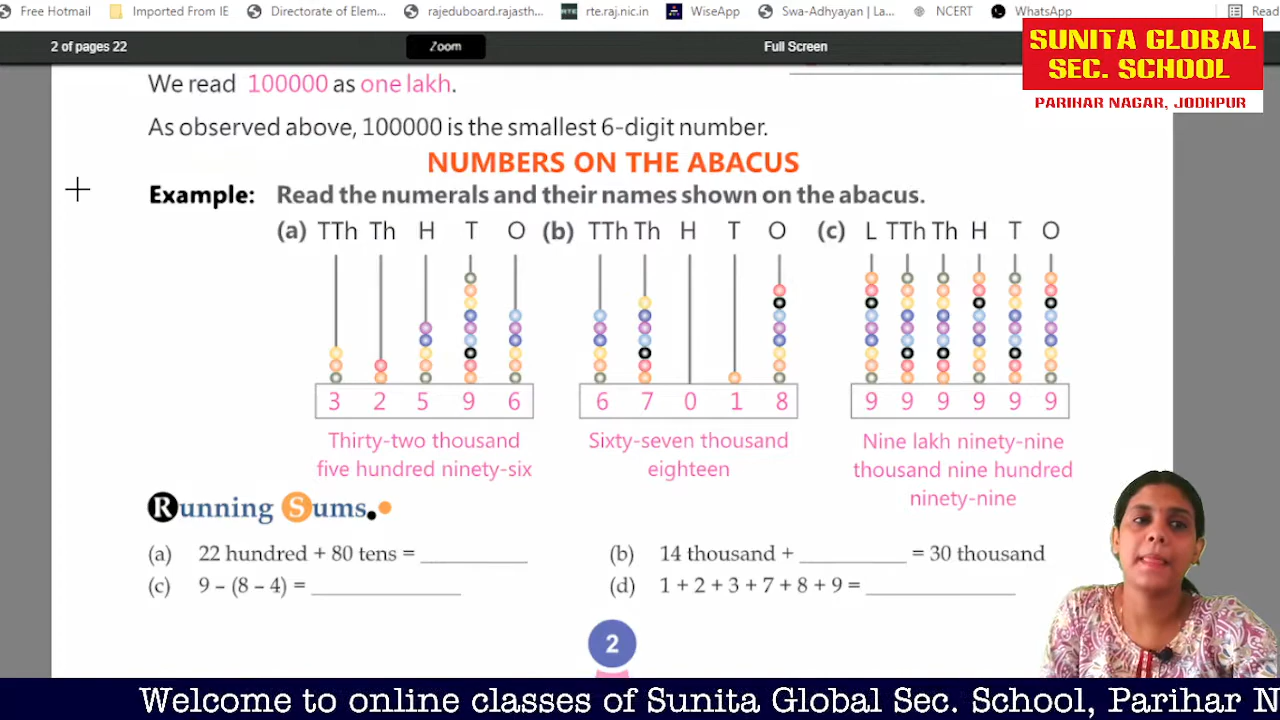 Free Hotmail Imported From IE Directorate of Elem... rajeduboard.rajasth... rte.raj.nic.in WiseApp Swa-Adhyayan | La... NCERT WhatsApp Read
2 of pages 22 Zoom Full Screen
SUNITA GLOBAL
SEC. SCHOOL
PARIHAR NAGAR, JODHPUR
We read 100000 as one lakh.
As observed above, 100000 is the smallest 6-digit number.
NUMBERS ON THE ABACUS
Example: Read the numerals and their names shown on the abacus.
(a) TTh Th H T O (b) TTh Th H T O (c) L TTh Th H T O
3 2 5 9 6 6 7 0 1 8 9 9 9 9 9 9
Thirty-two thousand Sixty-seven thousand Nine lakh ninety-nine
five hundred ninety-six eighteen thousand nine hundred
ninety-nine
Running Sums
(a) 22 hundred + 80 tens = __________ (b) 14 thousand + __________ = 30 thousand
(c) 9 – (8 – 4) = __________ (d) 1 + 2 + 3 + 7 + 8 + 9 = __________
2
Welcome to online classes of Sunita Global Sec. School, Parihar N